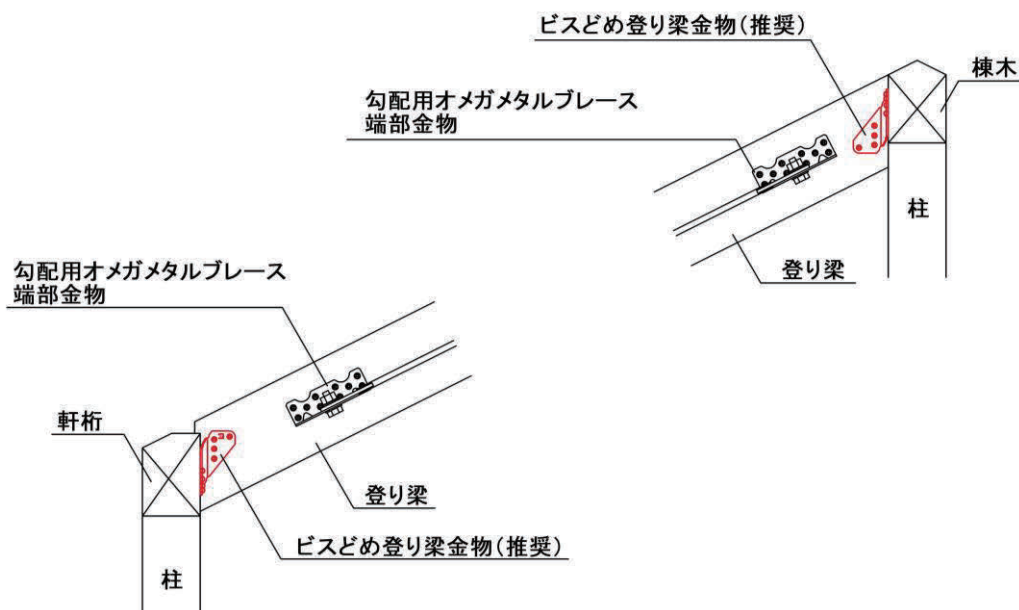 ビスどめ登り梁金物(推奨)
棟木
勾配用オメガメタルブレース
端部金物
柱
登り梁
勾配用オメガメタルブレース
端部金物
軒桁
登り梁
ビスどめ登り梁金物(推奨)
柱